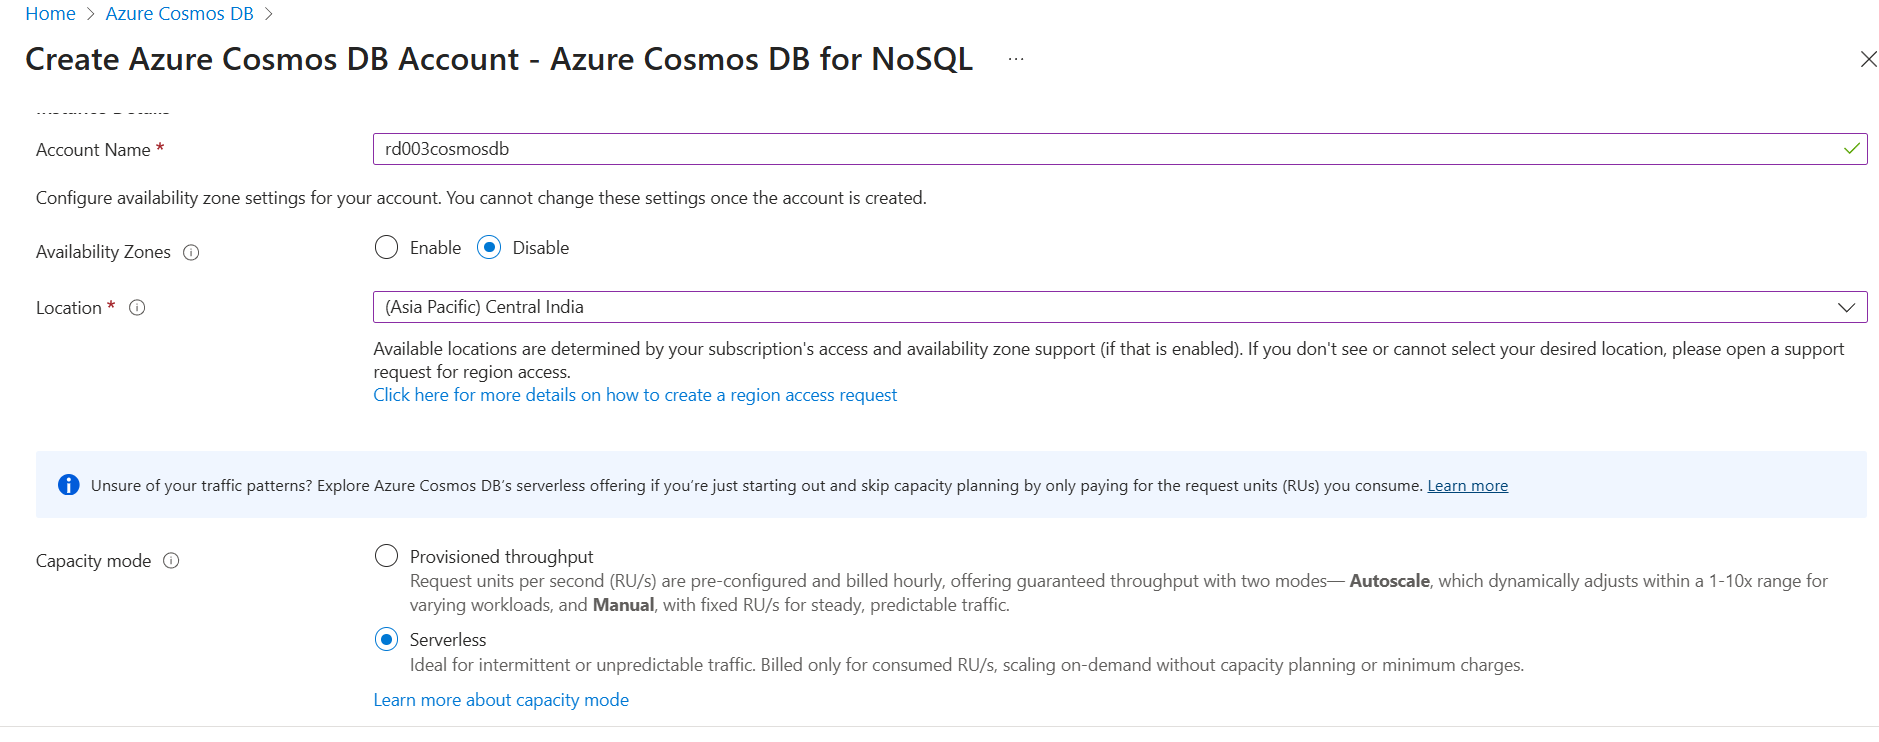 Home > Azure Cosmos DB >
Create Azure Cosmos DB Account - Azure Cosmos DB for NoSQL ...
Instance Details
Account Name *
rd003cosmosdb
Configure availability zone settings for your account. You cannot change these settings once the account is created.
Availability Zones
Enable
Disable
Location *
(Asia Pacific) Central India
Available locations are determined by your subscription's access and availability zone support (if that is enabled). If you don't see or cannot select your desired location, please open a support
request for region access.
Click here for more details on how to create a region access request
Unsure of your traffic patterns? Explore Azure Cosmos DB's serverless offering if you're just starting out and skip capacity planning by only paying for the request units (RUs) you consume. Learn more
Capacity mode
Provisioned throughput
Request units per second (RU/s) are pre-configured and billed hourly, offering guaranteed throughput with two modes— Autoscale, which dynamically adjusts within a 1-10x range for
varying workloads, and Manual, with fixed RU/s for steady, predictable traffic.
Serverless
Ideal for intermittent or unpredictable traffic. Billed only for consumed RU/s, scaling on-demand without capacity planning or minimum charges.
Learn more about capacity mode